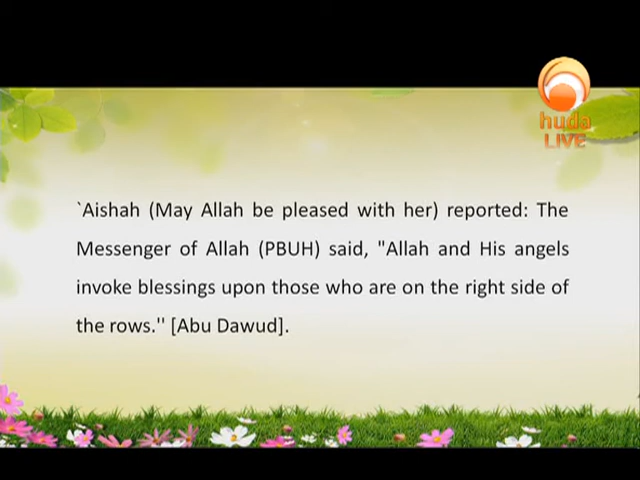 huda
LIVE
`Aishah (May Allah be pleased with her) reported: The
Messenger of Allah (PBUH) said, "Allah and His angels
invoke blessings upon those who are on the right side of
the rows.'' [Abu Dawud].